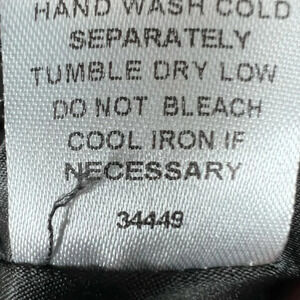 HAND WASH COLD
SEPARATELY
TUMBLE DRY LOW
DO NOT BLEACH
COOL IRON IF
NECESSARY
34449